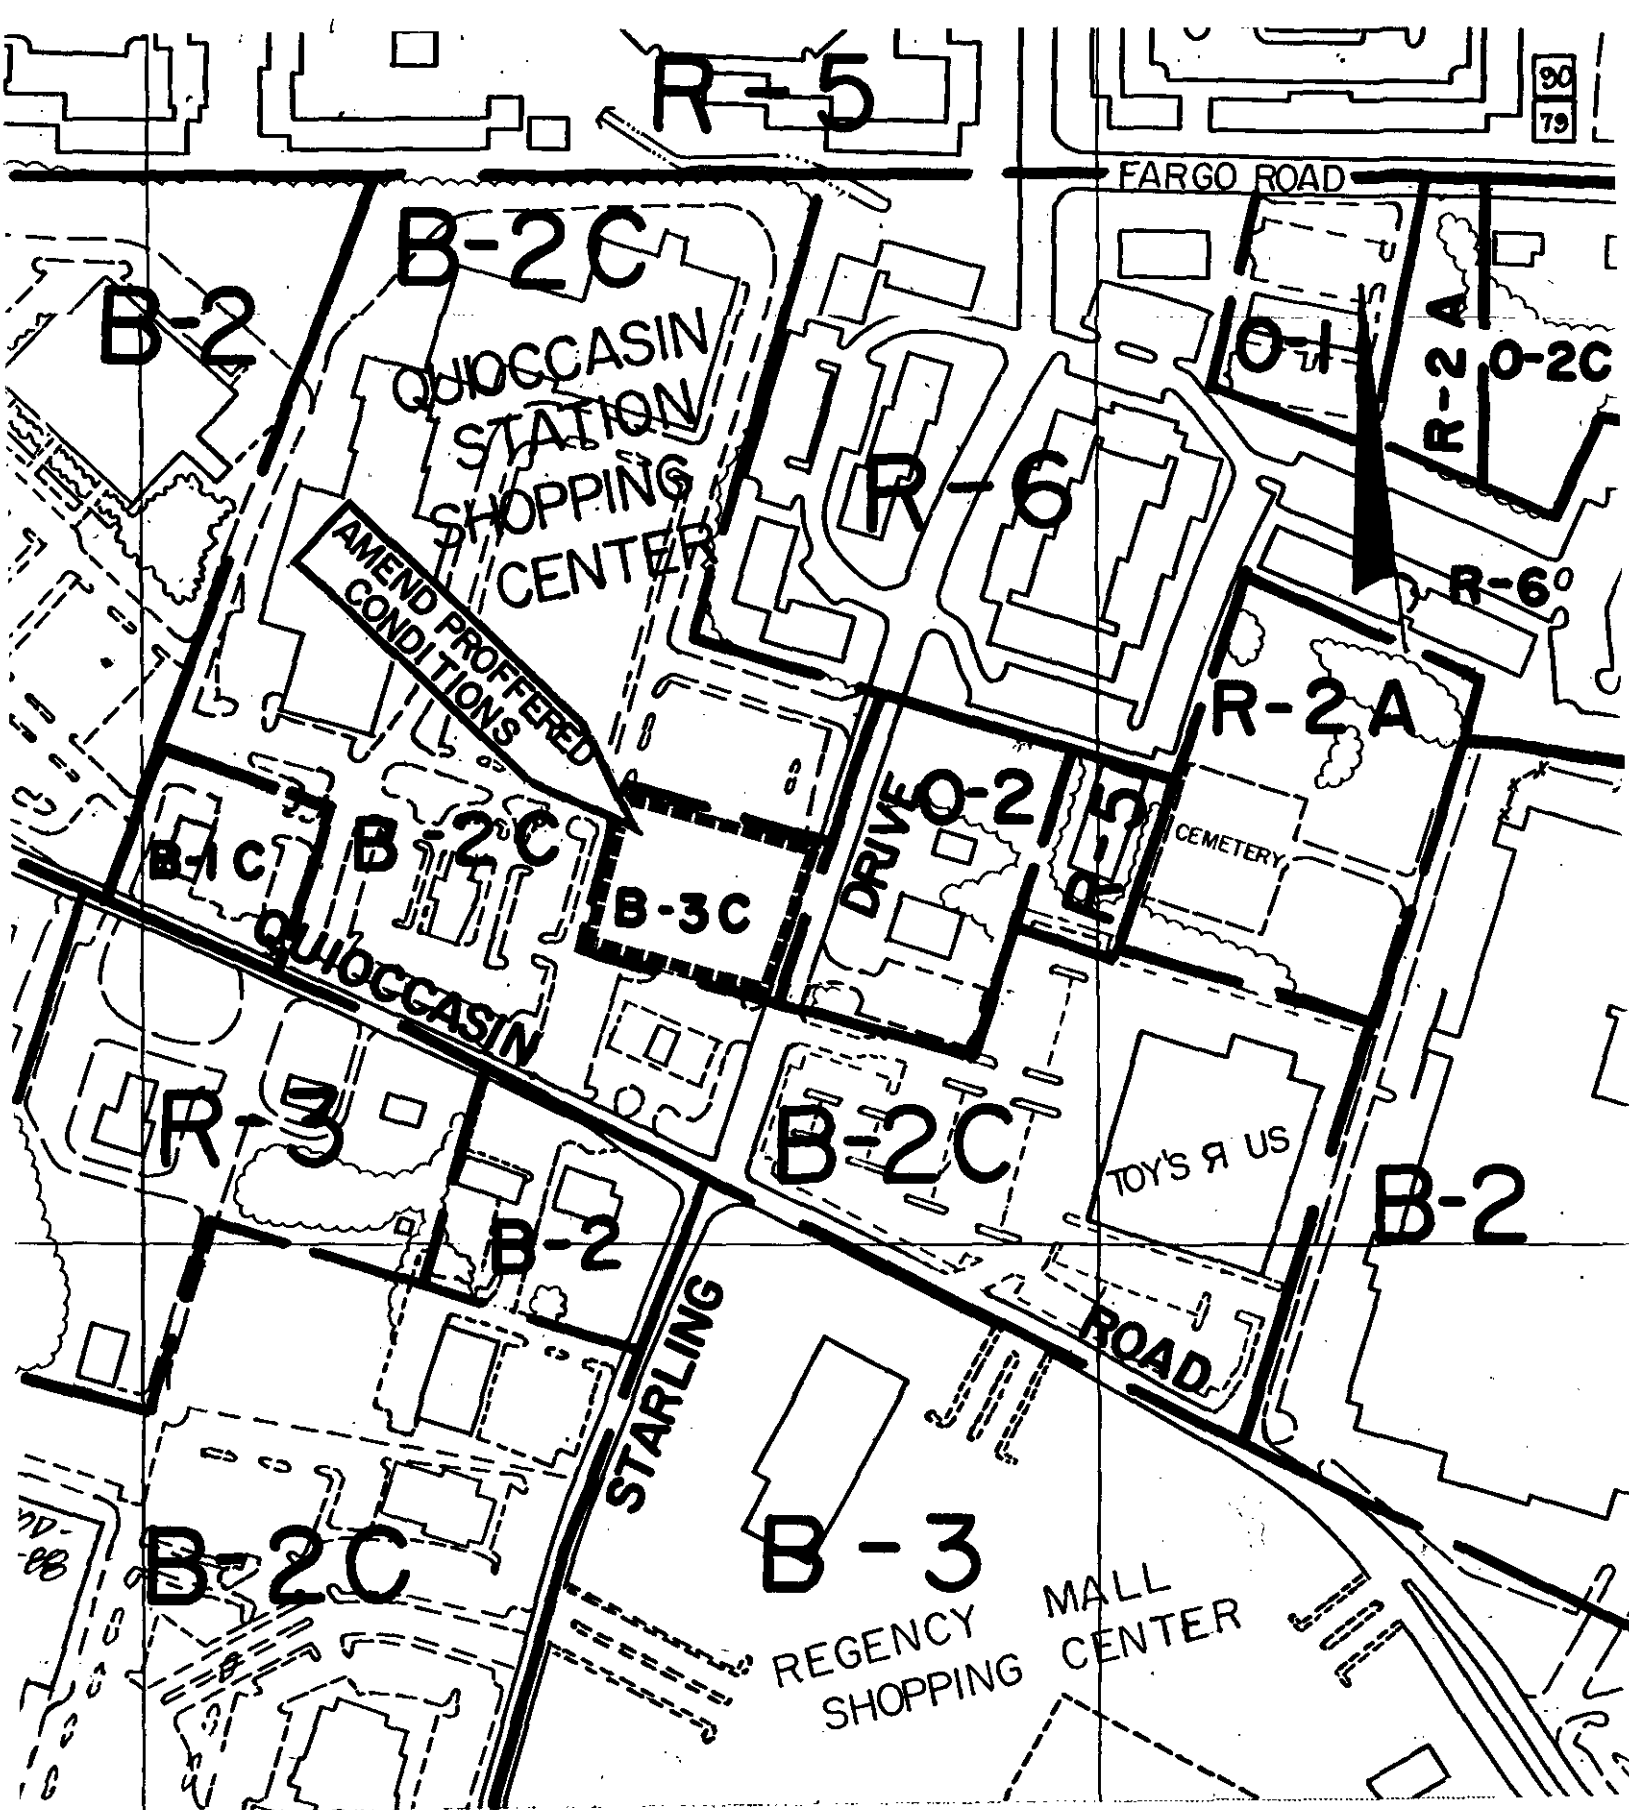 R-5
90
79
FARGO ROAD
B-2C
B-2
QUIOCCASIN
STATION
SHOPPING
CENTER
O-1
R-2A
O-2C
R-6
R-6
AMEND PROFFERED
CONDITIONS
R-2A
O-2
R-5
CEMETERY
DRIVE
B-1C
B-2C
B-3C
QUIOCCASIN
R-3
B-2C
TOY'S Я US
B-2
B-2
STARLING
ROAD
B-2C
B-3
REGENCY MALL
SHOPPING CENTER